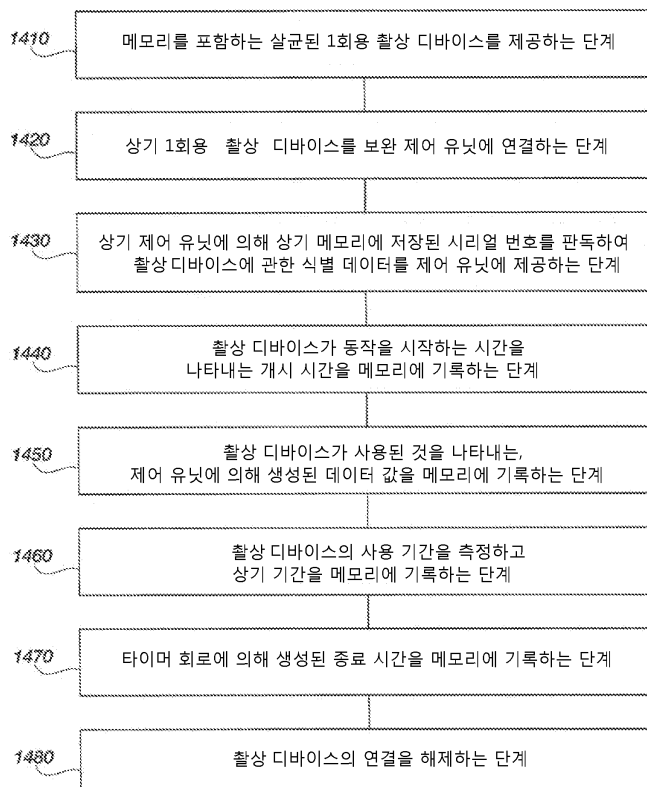 1410
메모리를 포함하는 살균된 1회용 촬상 디바이스를 제공하는 단계
1420
상기 1회용 촬상 디바이스를 보완 제어 유닛에 연결하는 단계
1430
상기 제어 유닛에 의해 상기 메모리에 저장된 시리얼 번호를 판독하여
촬상 디바이스에 관한 식별 데이터를 제어 유닛에 제공하는 단계
1440
촬상 디바이스가 동작을 시작하는 시간을
나타내는 개시 시간을 메모리에 기록하는 단계
1450
촬상 디바이스가 사용된 것을 나타내는,
제어 유닛에 의해 생성된 데이터 값을 메모리에 기록하는 단계
1460
촬상 디바이스의 사용 기간을 측정하고
상기 기간을 메모리에 기록하는 단계
1470
타이머 회로에 의해 생성된 종료 시간을 메모리에 기록하는 단계
1480
촬상 디바이스의 연결을 해제하는 단계